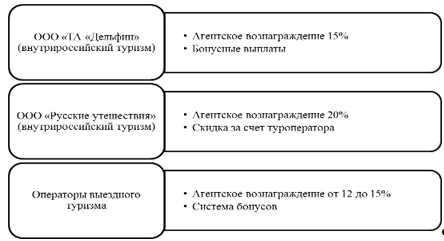 ООО «ТА «Дельфин»
(внутрироссийский туризм)
• Агентское вознаграждение 15%
• Бонусные выплаты
ООО «Русские утешествия»
(внутрироссийский туризм)
• Агентское вознаграждение 20%
• Скидка за счет туроператора
Операторы выездного
туризма
• Агентское вознаграждение от 12 до 15%
• Система бонусов